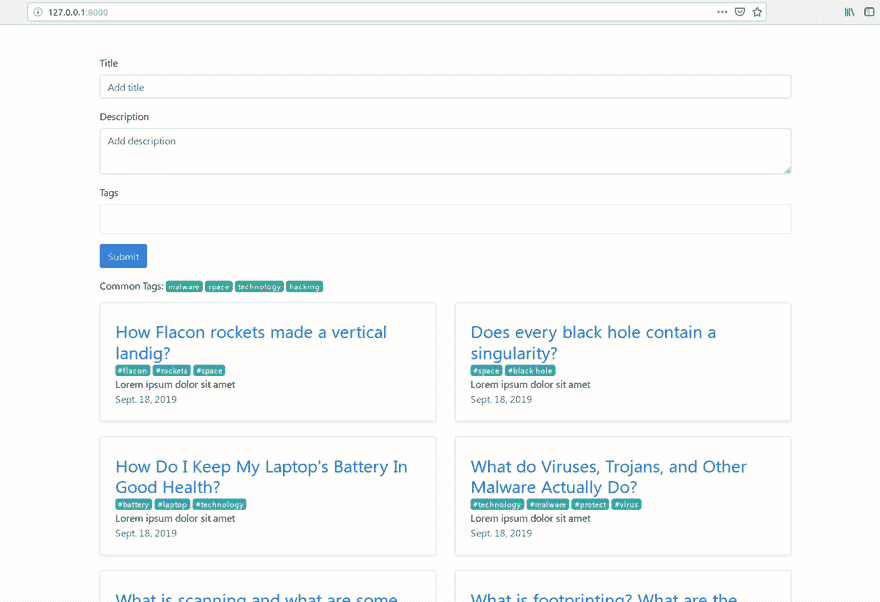 127.0.0.1:8000
Title
Add title
Description
Add description
Tags
Submit
Common Tags: malware space technology hacking
How Flacon rockets made a vertical
landig?
#flacon #rockets #space
Lorem ipsum dolor sit amet
Sept. 18, 2019
Does every black hole contain a
singularity?
#space #black hole
Lorem ipsum dolor sit amet
Sept. 18, 2019
How Do I Keep My Laptop's Battery In
Good Health?
#battery #laptop #technology
Lorem ipsum dolor sit amet
Sept. 18, 2019
What do Viruses, Trojans, and Other
Malware Actually Do?
#technology #malware #protect #virus
Lorem ipsum dolor sit amet
Sept. 18, 2019
What is scanning and what are some
What is footprinting? What are the